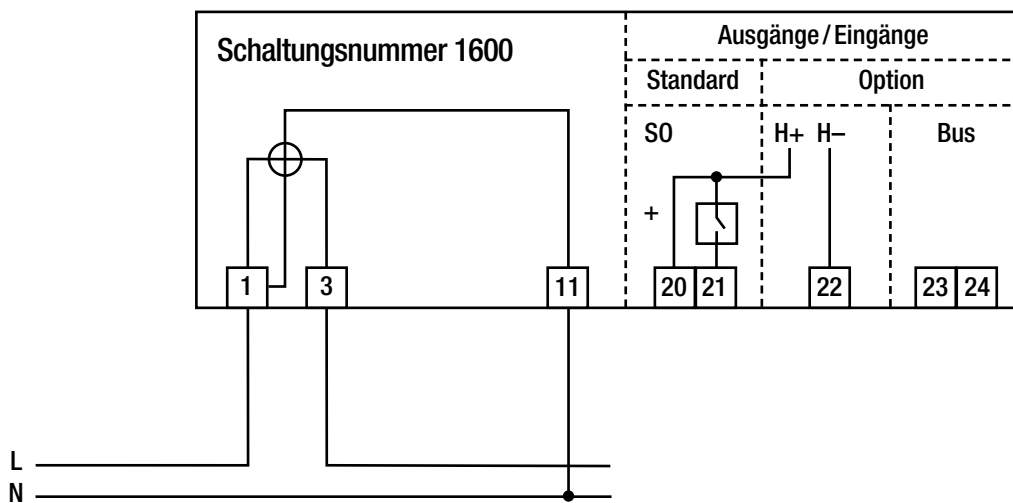 Schaltungsnummer 1600
Ausgänge / Eingänge
Standard
Option
S0
H+ H–
Bus
+
1
3
11
20
21
22
23
24
L
N